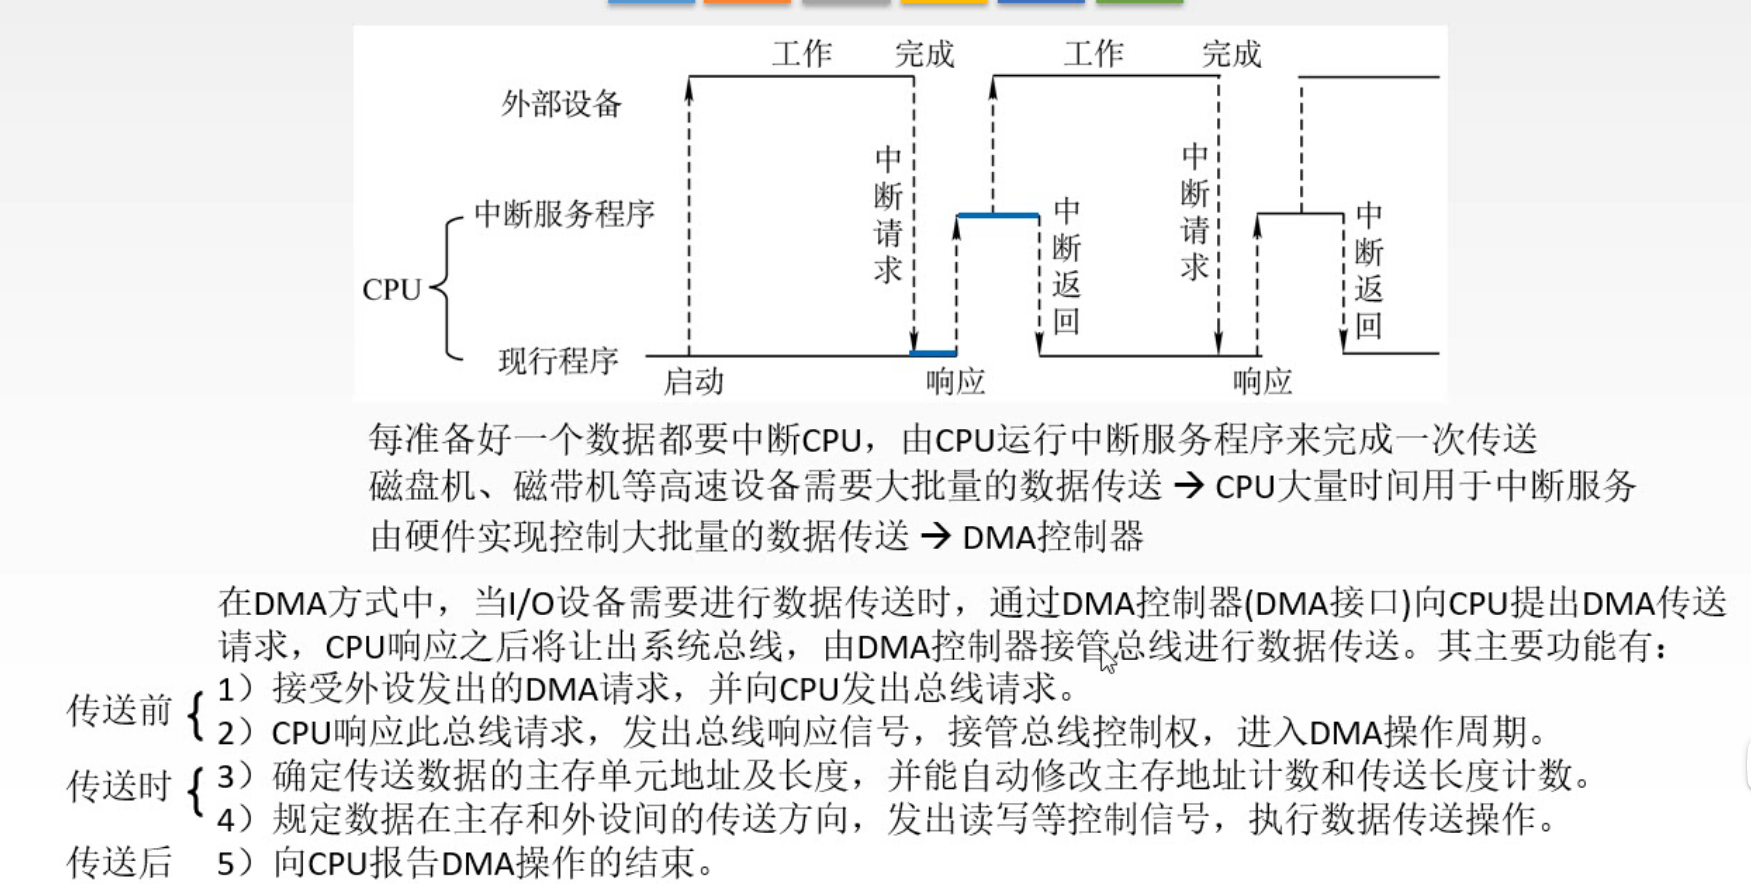 工作 完成 工作 完成
外部设备
中断请求
中断请求
中断服务程序
中断返回
中断返回
CPU
现行程序
启动 响应 响应
每准备好一个数据都要中断CPU，由CPU运行中断服务程序来完成一次传送
磁盘机、磁带机等高速设备需要大批量的数据传送 → CPU大量时间用于中断服务
由硬件实现控制大批量的数据传送 → DMA控制器
在DMA方式中，当I/O设备需要进行数据传送时，通过DMA控制器(DMA接口)向CPU提出DMA传送
请求，CPU响应之后将让出系统总线，由DMA控制器接管总线进行数据传送。其主要功能有：
传送前
1）接受外设发出的DMA请求，并向CPU发出总线请求。
2）CPU响应此总线请求，发出总线响应信号，接管总线控制权，进入DMA操作周期。
传送时
3）确定传送数据的主存单元地址及长度，并能自动修改主存地址计数和传送长度计数。
4）规定数据在主存和外设间的传送方向，发出读写等控制信号，执行数据传送操作。
传送后 5）向CPU报告DMA操作的结束。